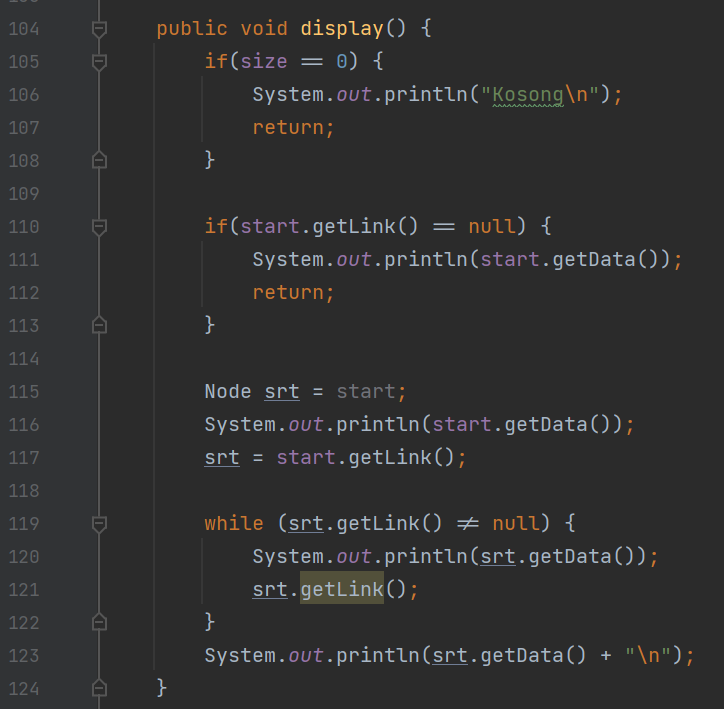 104 public void display() {
105 if(size == 0) {
106 System.out.println("Kosong\n");
107 return;
108 }
109
110 if(start.getLink() == null) {
111 System.out.println(start.getData());
112 return;
113 }
114
115 Node srt = start;
116 System.out.println(start.getData());
117 srt = start.getLink();
118
119 while (srt.getLink() != null) {
120 System.out.println(srt.getData());
121 srt.getLink();
122 }
123 System.out.println(srt.getData() + "\n");
124 }